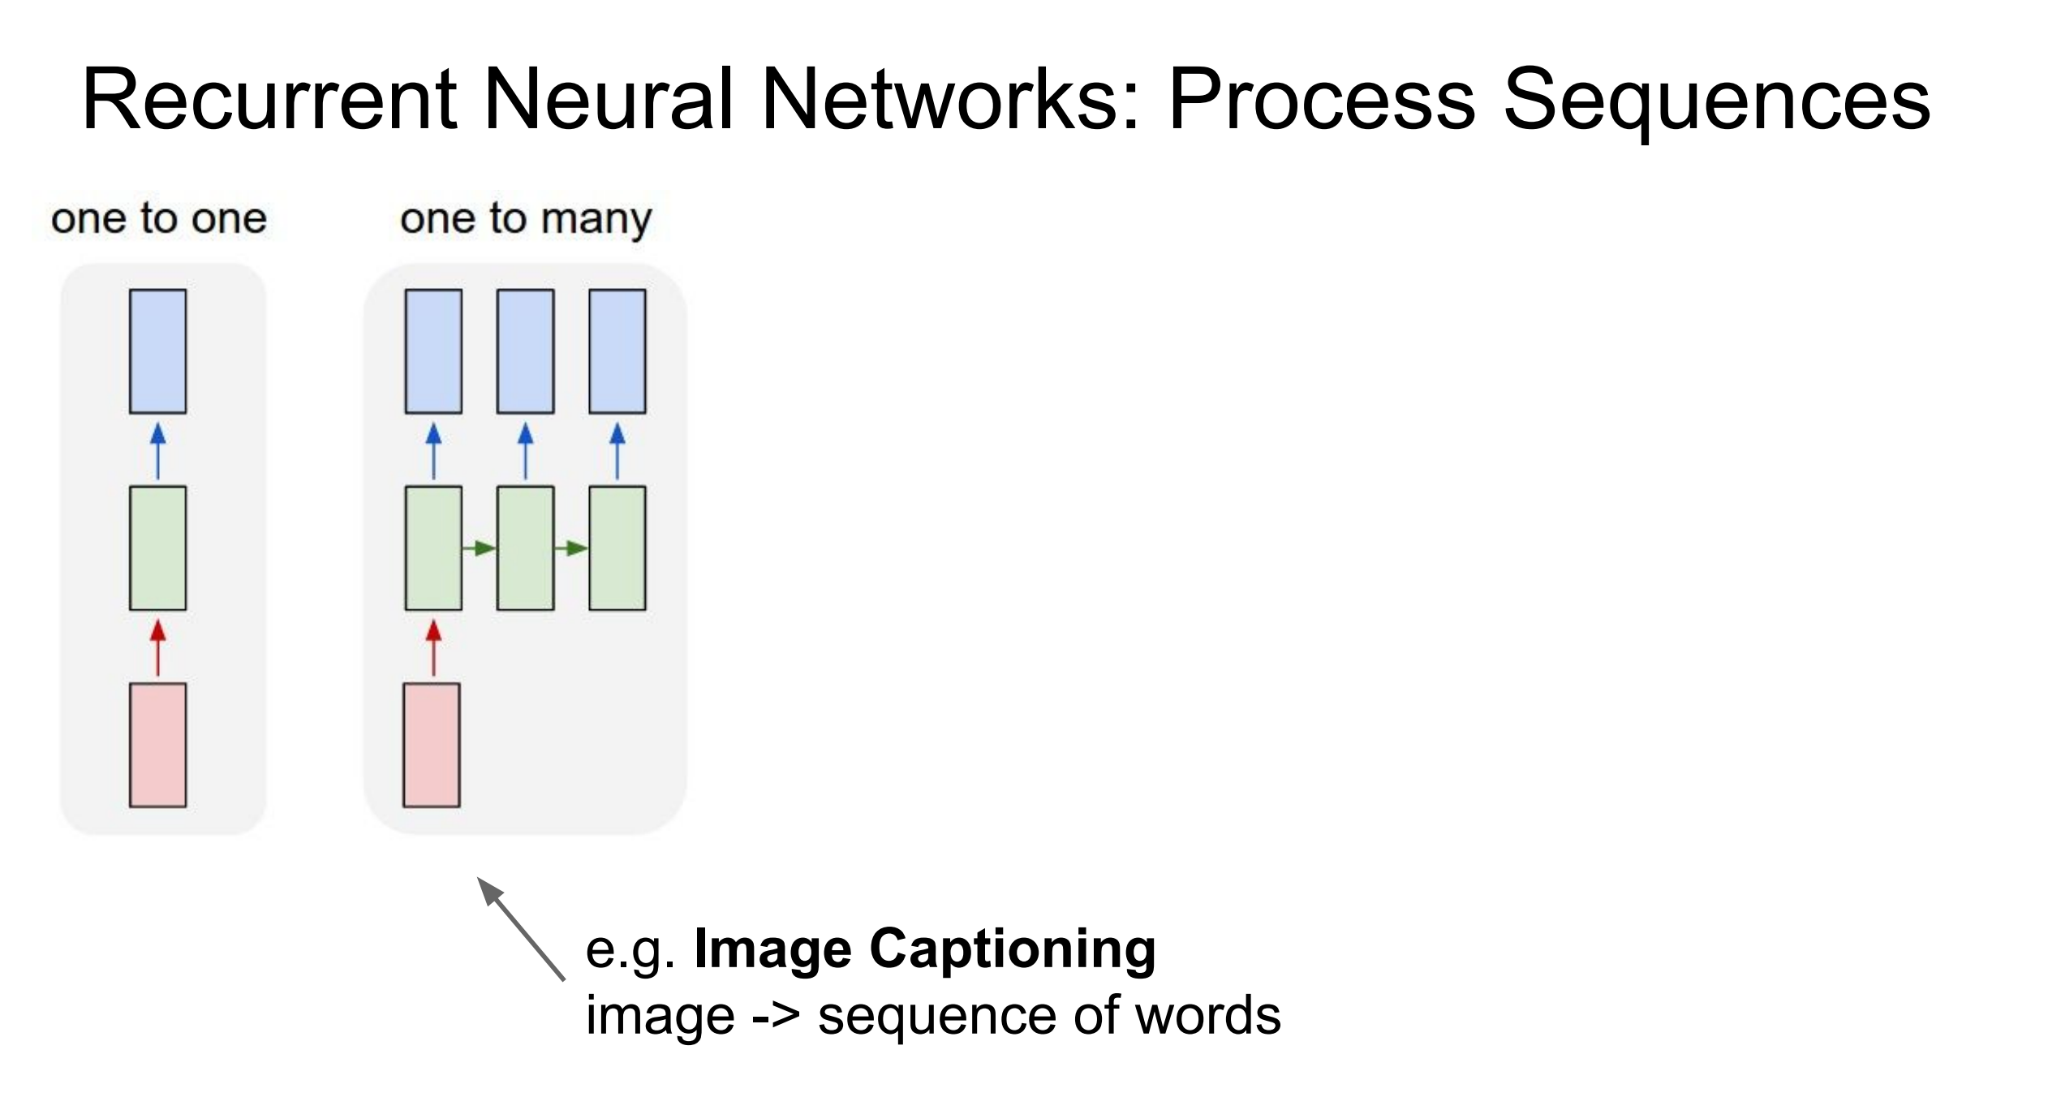 Recurrent Neural Networks: Process Sequences
one to one
one to many
e.g. Image Captioning
image -> sequence of words